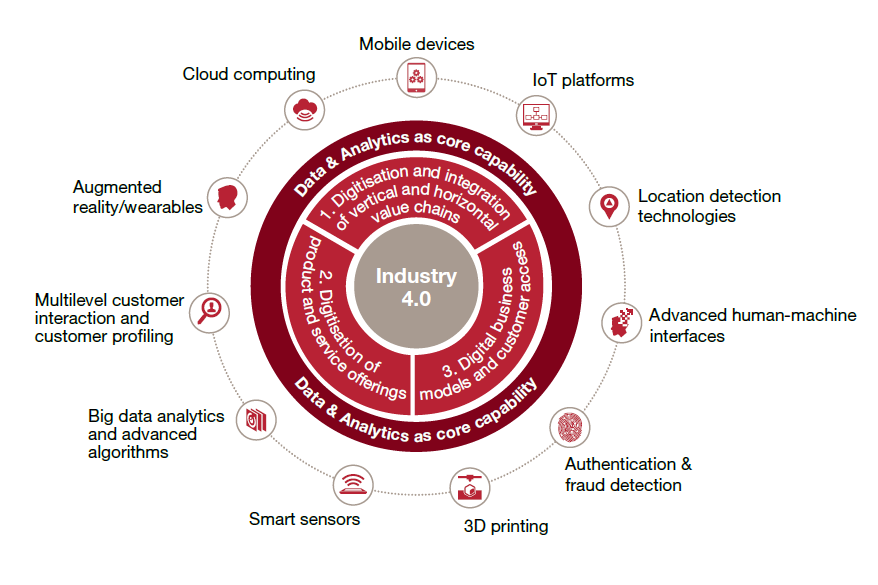 Mobile devices
Cloud computing
IoT platforms
Data & Analytics as core capability
1. Digitisation and integration
of vertical and horizontal
value chains
Augmented
reality/wearables
Location detection
technologies
Industry
4.0
2. Digitisation of
product and service offerings
3. Digital business
models and customer access
Multilevel customer
interaction and
customer profiling
Advanced human-machine
interfaces
Data & Analytics as core capability
Big data analytics
and advanced
algorithms
Authentication &
fraud detection
Smart sensors
3D printing